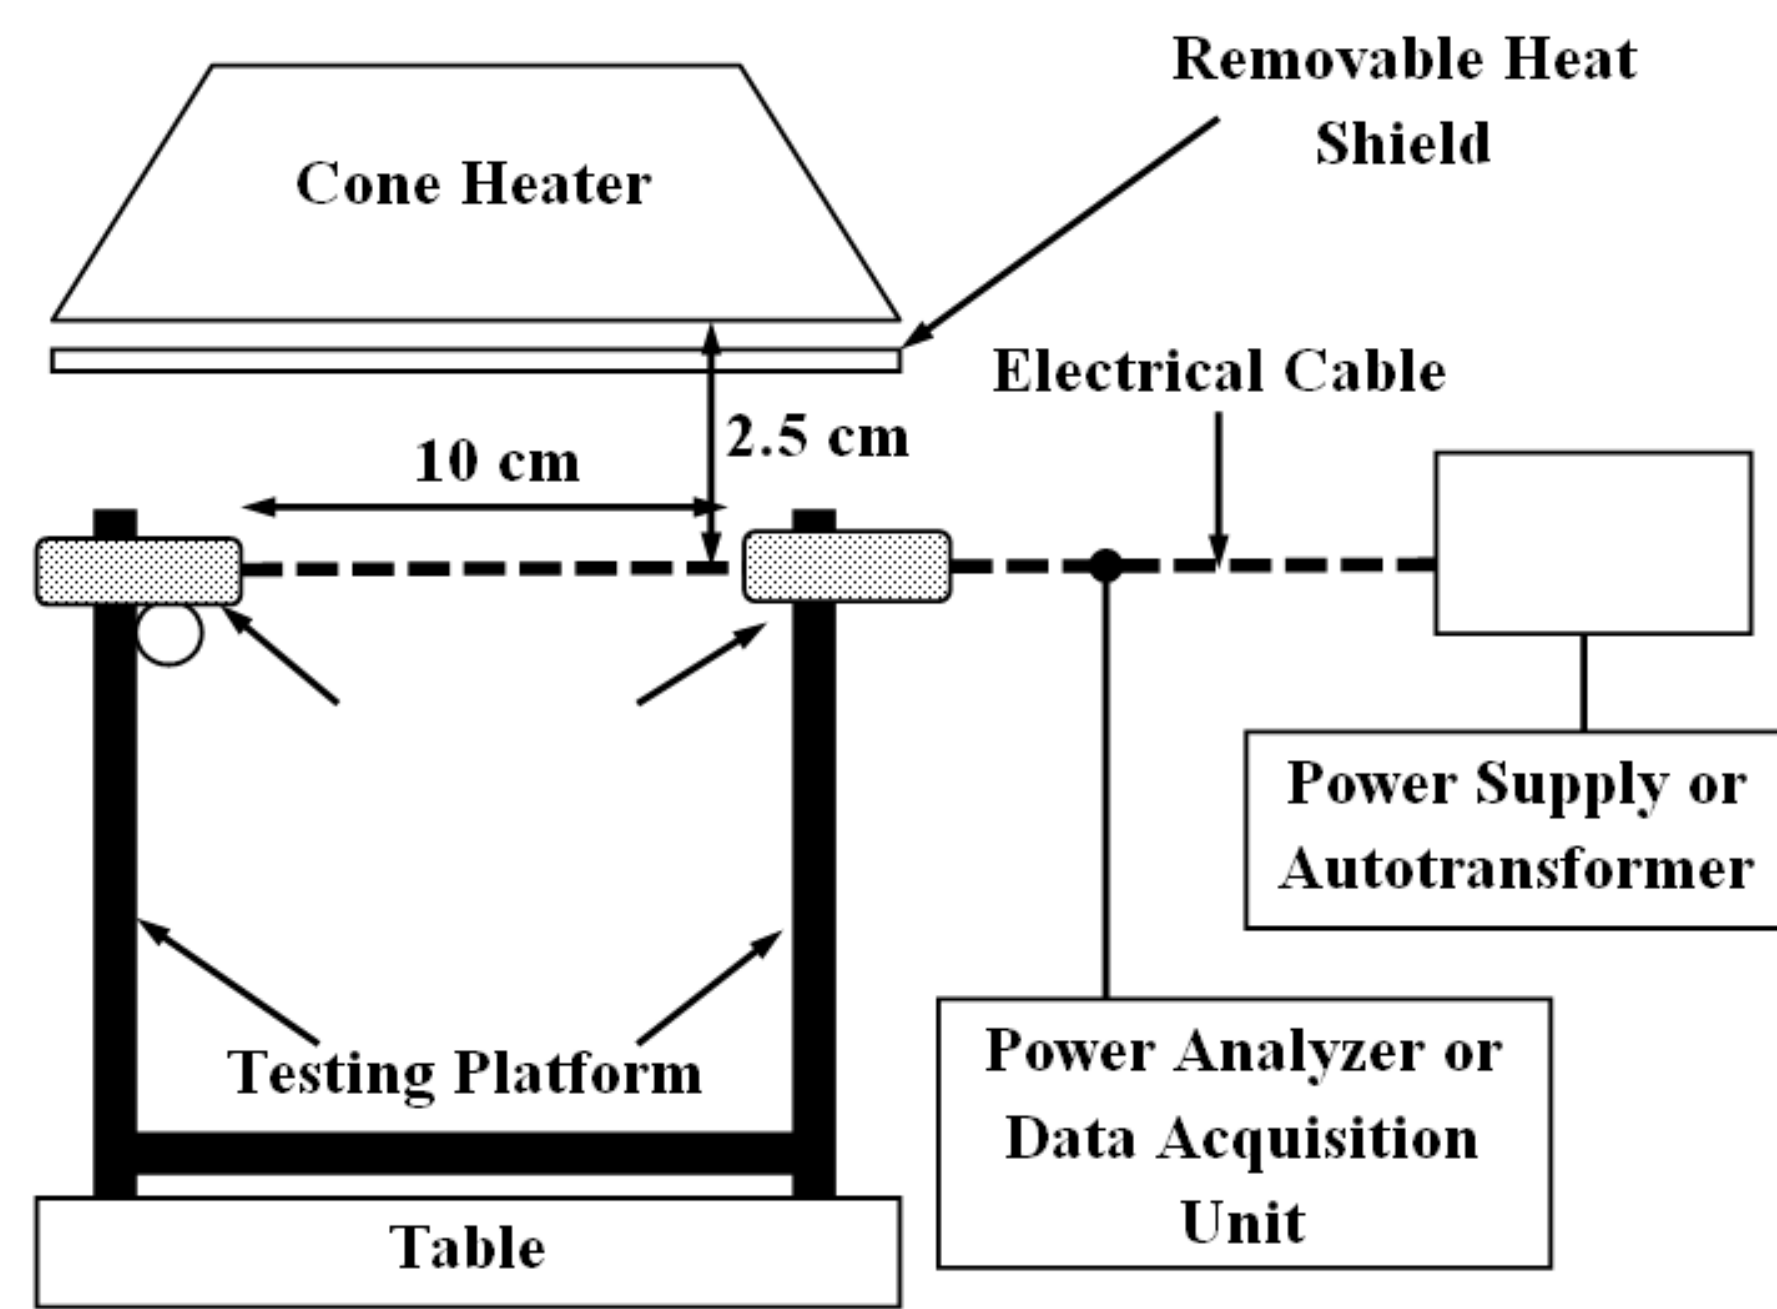 Removable Heat
Shield
Cone Heater
Electrical Cable
2.5 cm
10 cm
Power Supply or
Autotransformer
Testing Platform
Power Analyzer or
Data Acquisition
Unit
Table